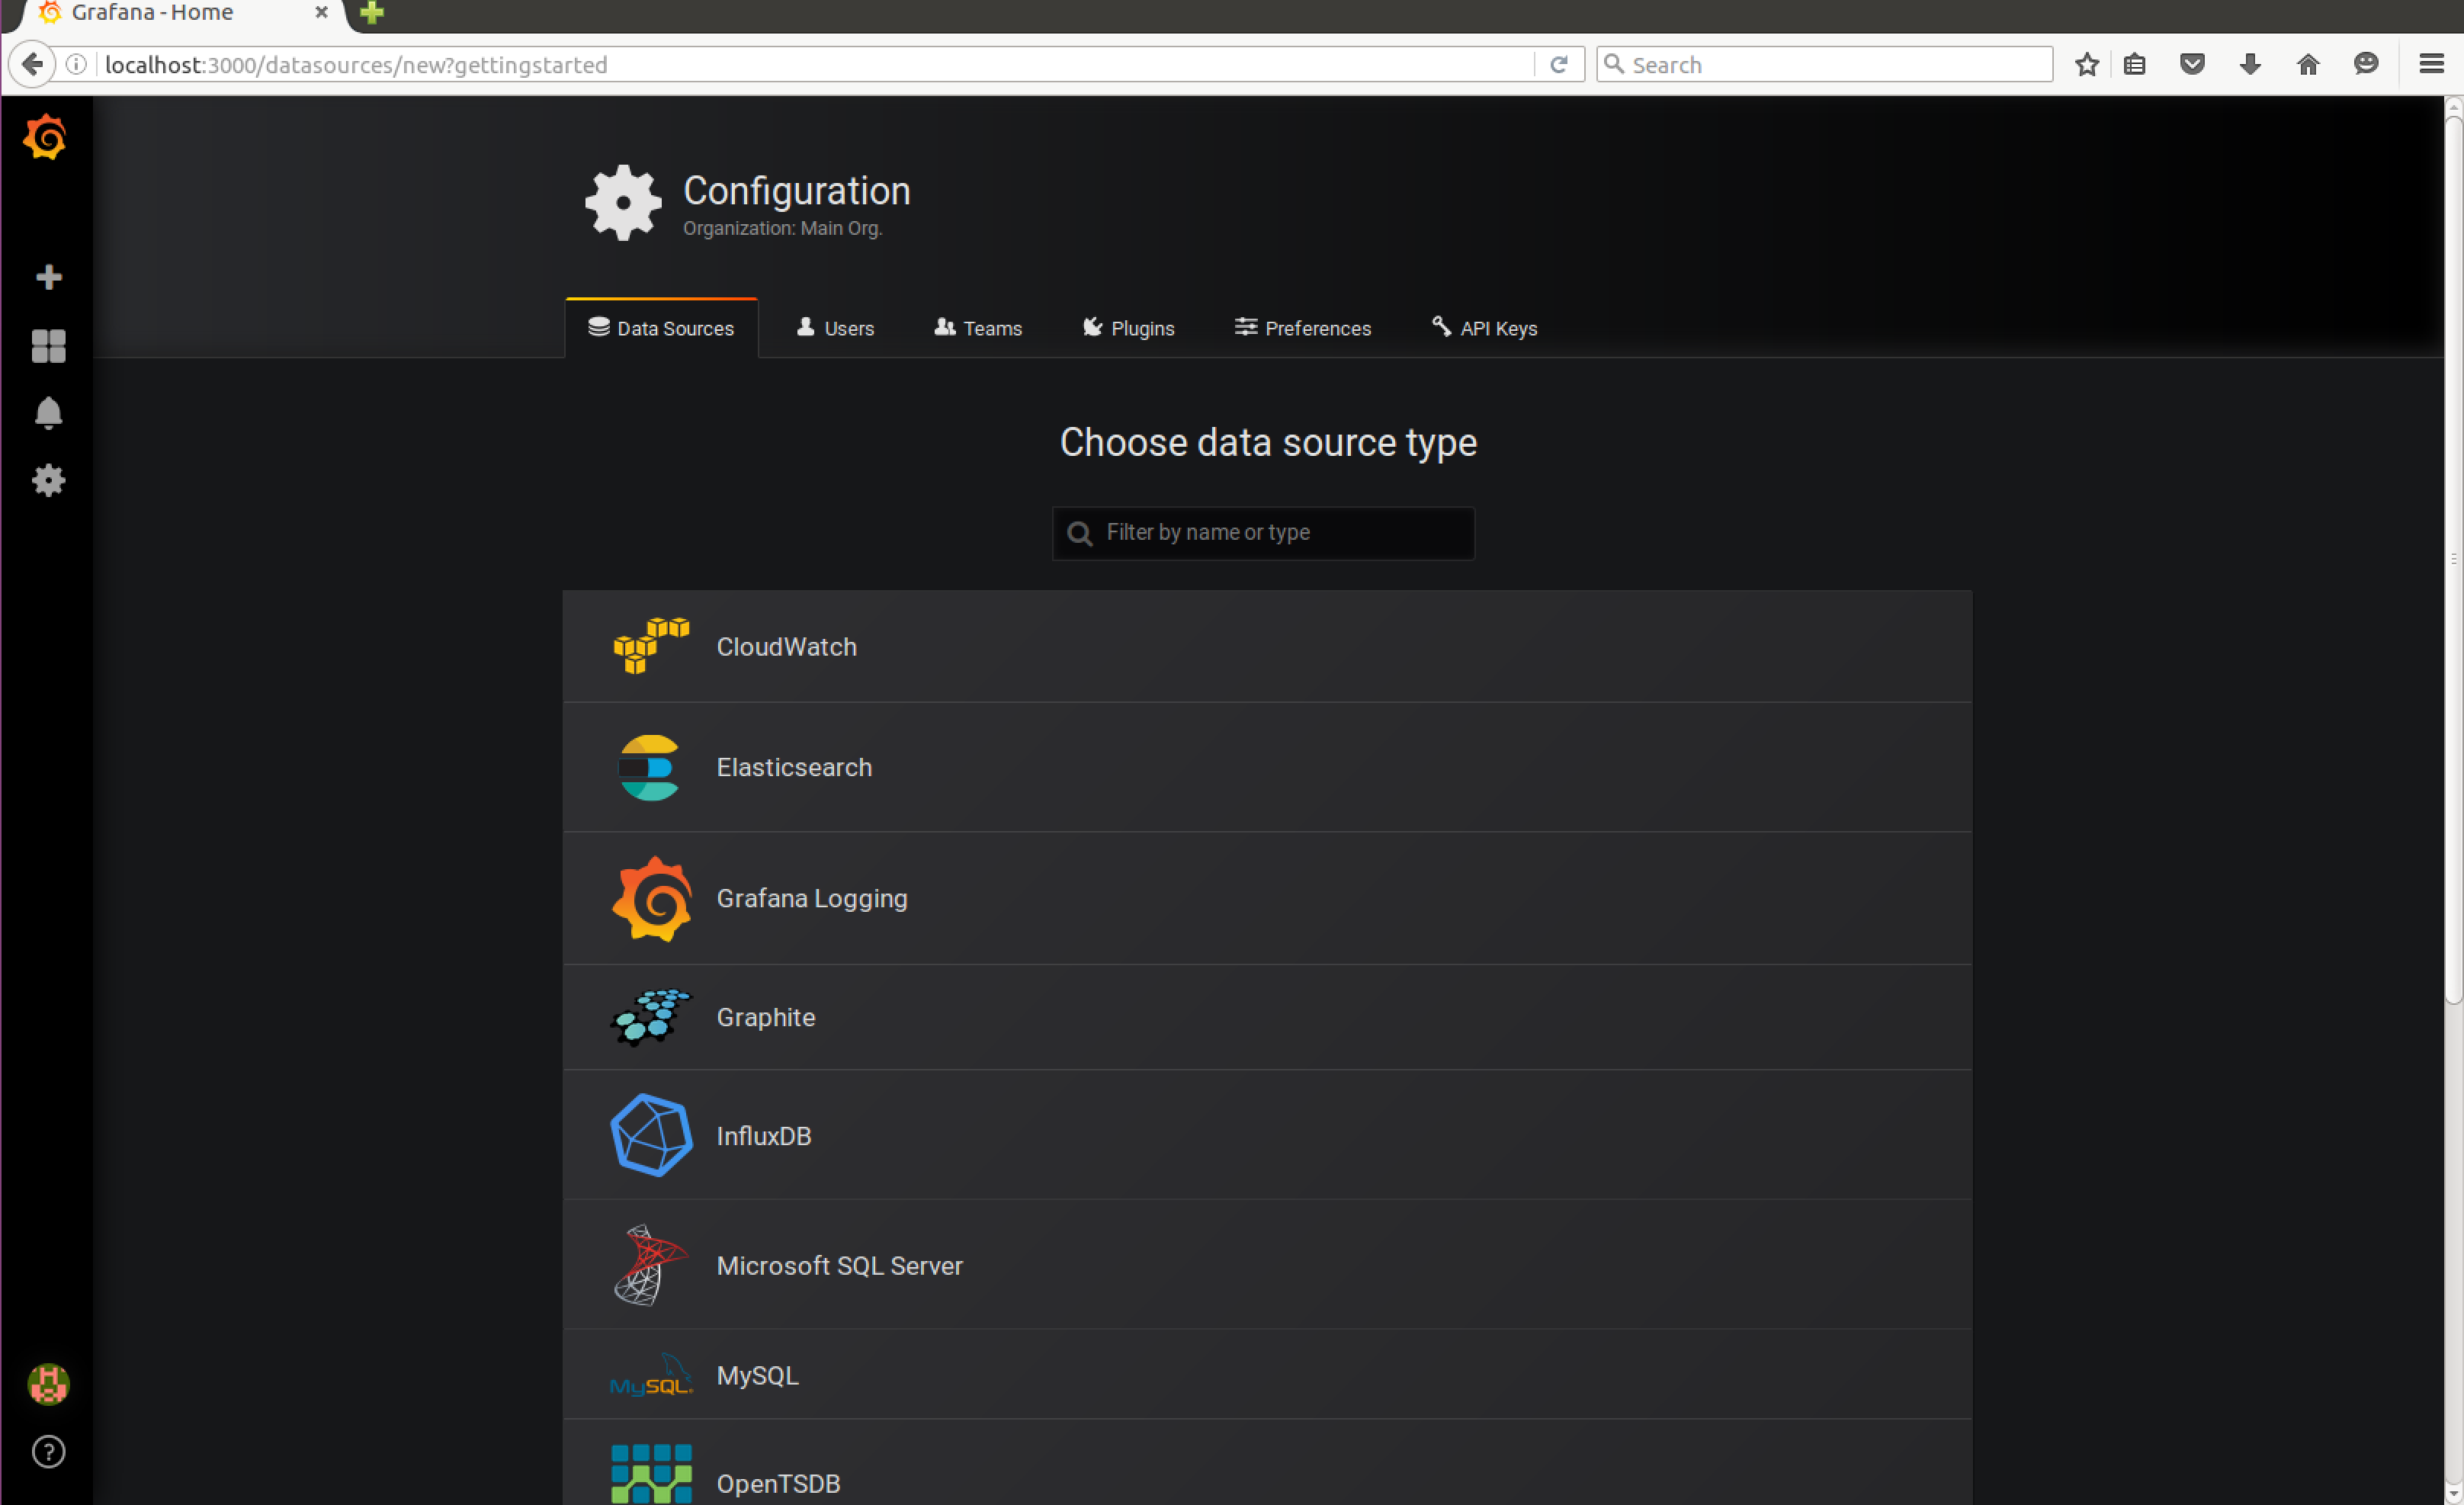 Grafana - Home
localhost:3000/datasources/new?gettingstarted
Search
Configuration
Organization: Main Org.
Data Sources
Users
Teams
Plugins
Preferences
API Keys
Choose data source type
Filter by name or type
CloudWatch
Elasticsearch
Grafana Logging
Graphite
InfluxDB
Microsoft SQL Server
MySQL
MySQL
OpenTSDB